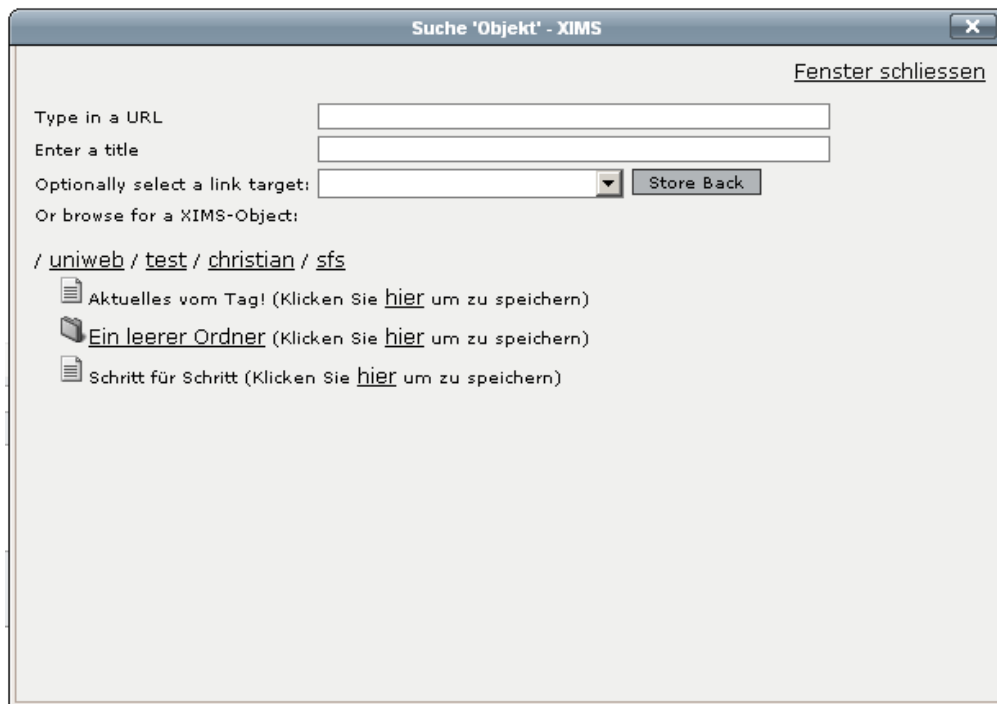 Suche 'Objekt' - XIMS
Fenster schliessen
Type in a URL
Enter a title
Optionally select a link target: Store Back
Or browse for a XIMS-Object:
/ uniweb / test / christian / sfs
Aktuelles vom Tag! (Klicken Sie hier um zu speichern)
Ein leerer Ordner (Klicken Sie hier um zu speichern)
Schritt für Schritt (Klicken Sie hier um zu speichern)